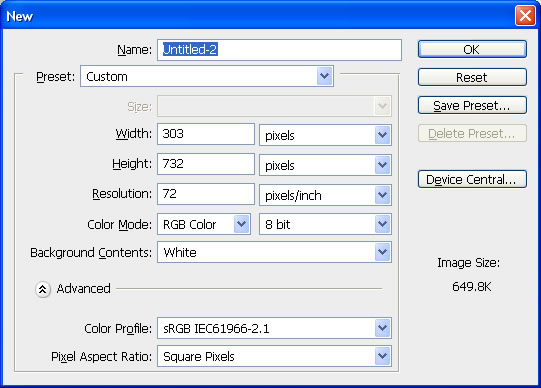 New
Name: Untitled-2
OK
Preset: Custom
Reset
Size:
Save Preset...
Width: 303 pixels
Delete Preset...
Height: 732 pixels
Resolution: 72 pixels/inch
Device Central...
Color Mode: RGB Color 8 bit
Background Contents: White
Image Size:
649.8K
Advanced
Color Profile: sRGB IEC61966-2.1
Pixel Aspect Ratio: Square Pixels